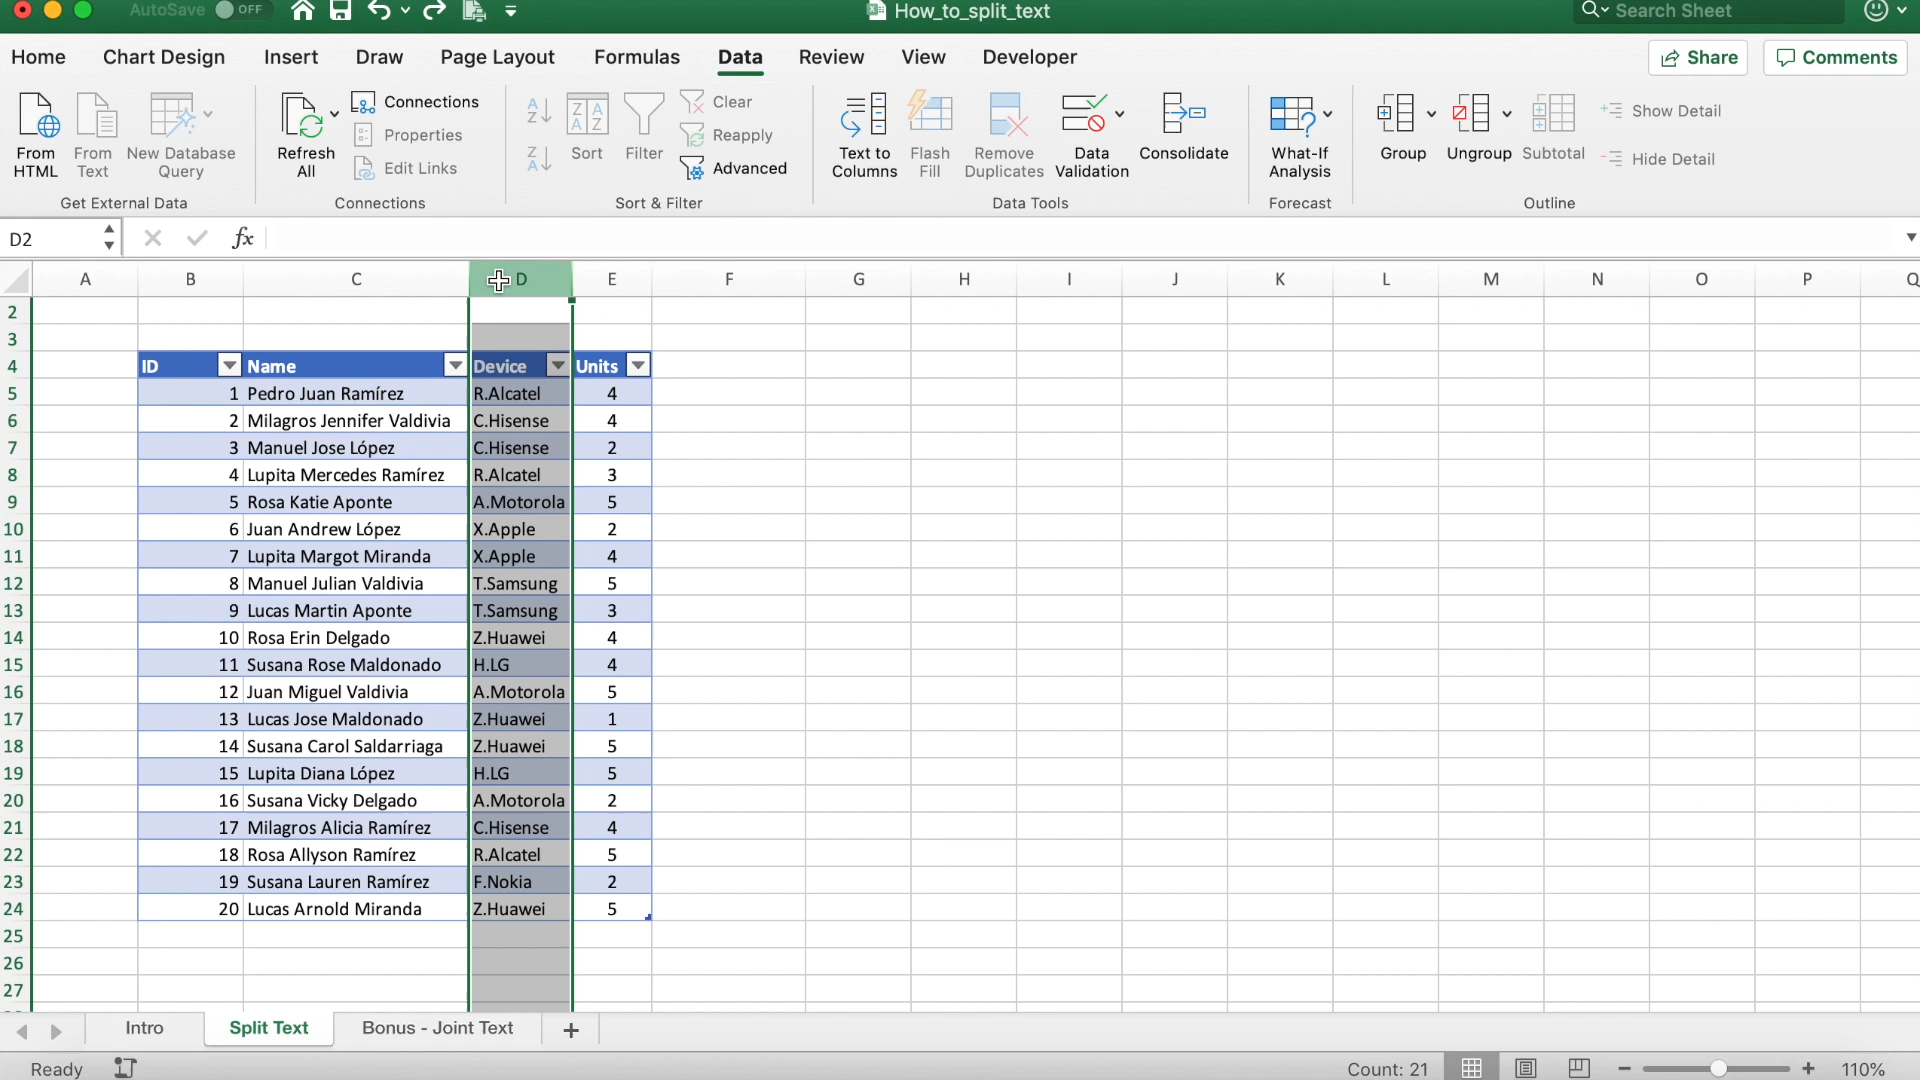 AutoSave OFF How_to_split_text Search Sheet
Home Chart Design Insert Draw Page Layout Formulas Data Review View Developer Share Comments
From HTML
From Text
New Database Query
Get External Data
Refresh All
Connections
Properties
Edit Links
Connections
Sort
Filter
Clear
Reapply
Advanced
Sort & Filter
Text to Columns
Flash Fill
Remove Duplicates
Data Validation
Consolidate
Data Tools
What-If Analysis
Forecast
Group
Ungroup
Subtotal
Show Detail
Hide Detail
Outline
D2 fx
A B C D E F G H I J K L M N O P Q
2
3
4 ID Name Device Units
5 1 Pedro Juan Ramírez R.Alcatel 4
6 2 Milagros Jennifer Valdivia C.Hisense 4
7 3 Manuel Jose López C.Hisense 2
8 4 Lupita Mercedes Ramírez R.Alcatel 3
9 5 Rosa Katie Aponte A.Motorola 5
10 6 Juan Andrew López X.Apple 2
11 7 Lupita Margot Miranda X.Apple 4
12 8 Manuel Julian Valdivia T.Samsung 5
13 9 Lucas Martin Aponte T.Samsung 3
14 10 Rosa Erin Delgado Z.Huawei 4
15 11 Susana Rose Maldonado H.LG 4
16 12 Juan Miguel Valdivia A.Motorola 5
17 13 Lucas Jose Maldonado Z.Huawei 1
18 14 Susana Carol Saldarriaga Z.Huawei 5
19 15 Lupita Diana López H.LG 5
20 16 Susana Vicky Delgado A.Motorola 2
21 17 Milagros Alicia Ramírez C.Hisense 4
22 18 Rosa Allyson Ramírez R.Alcatel 5
23 19 Susana Lauren Ramírez F.Nokia 2
24 20 Lucas Arnold Miranda Z.Huawei 5
25
26
27
Intro Split Text Bonus - Joint Text +
Ready Count: 21 110%